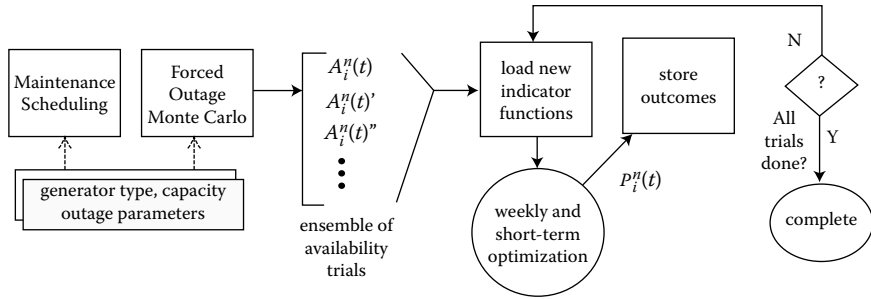 Maintenance
Scheduling
Forced
Outage
Monte Carlo
generator type, capacity
outage parameters
A_i^n(t)
A_i^n(t)'
A_i^n(t)"
ensemble of
availability
trials
load new
indicator
functions
weekly and
short-term
optimization
P_i^n(t)
store
outcomes
N
?
All
trials
done?
Y
complete